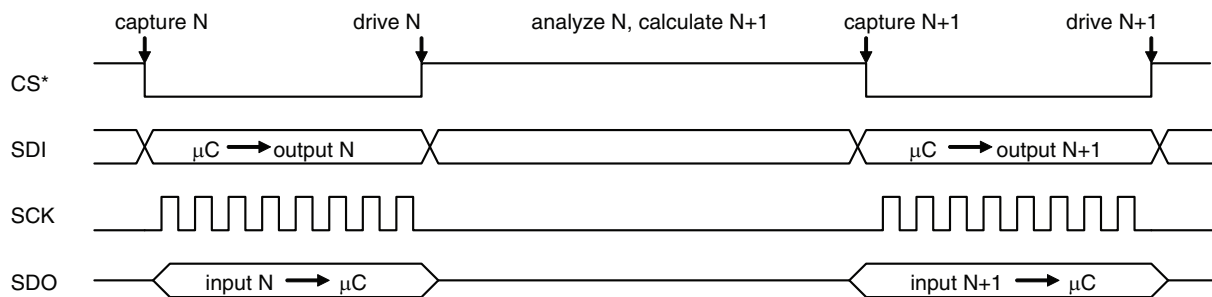 capture N drive N analyze N, calculate N+1 capture N+1 drive N+1
CS*
SDI μC → output N μC → output N+1
SCK
SDO input N → μC input N+1 → μC